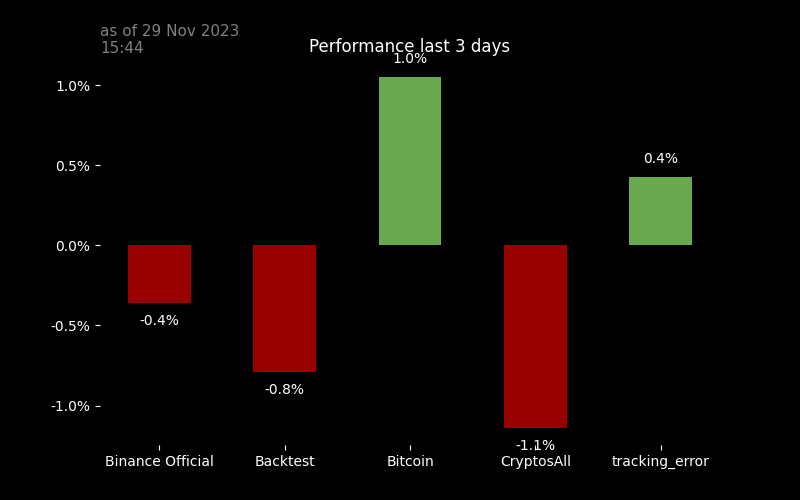 as of 29 Nov 2023
15:44
Performance last 3 days
1.0%
1.0%
0.5%
0.4%
0.0%
-0.4%
-0.5%
-0.8%
-1.0%
-1.1%
Binance Official
Backtest
Bitcoin
CryptosAll
tracking_error